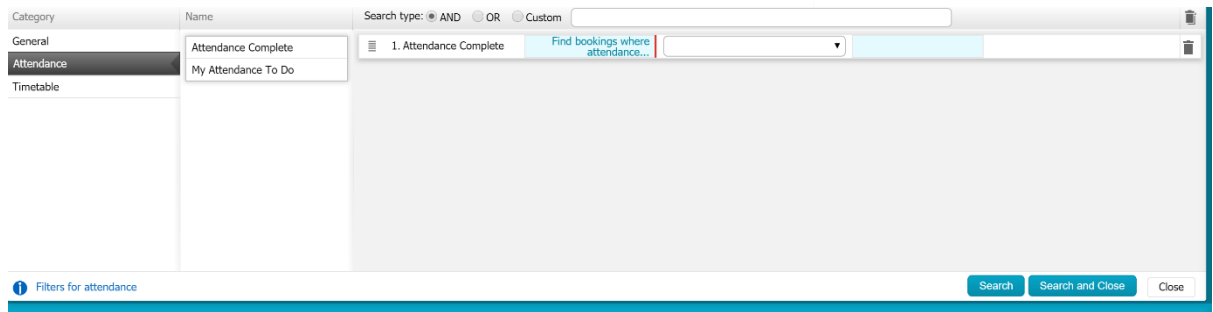 Category
Name
Search type: AND OR Custom
General
Attendance
Timetable
Attendance Complete
My Attendance To Do
1. Attendance Complete
Find bookings where
attendance...
Filters for attendance
Search
Search and Close
Close